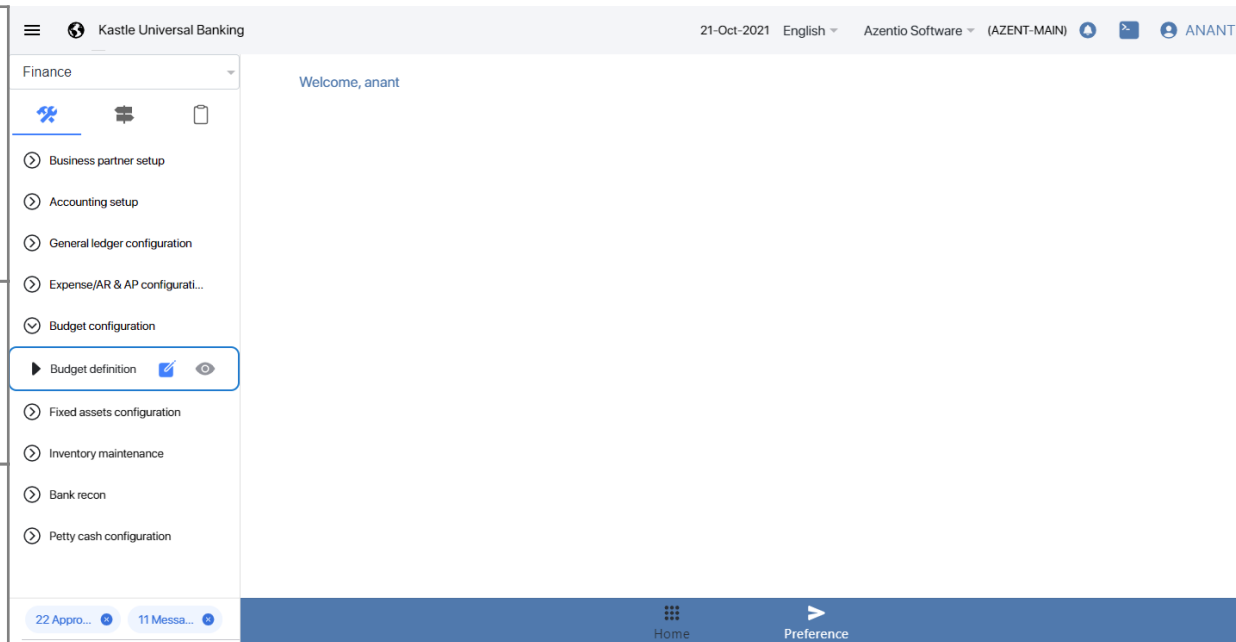 Kastle Universal Banking
21-Oct-2021 English Azentio Software (AZENT-MAIN) ANANT
Finance
Welcome, anant
Business partner setup
Accounting setup
General ledger configuration
Expense/AR & AP configurati...
Budget configuration
Budget definition
Fixed assets configuration
Inventory maintenance
Bank recon
Petty cash configuration
22 Appro... 11 Messa...
Home Preference